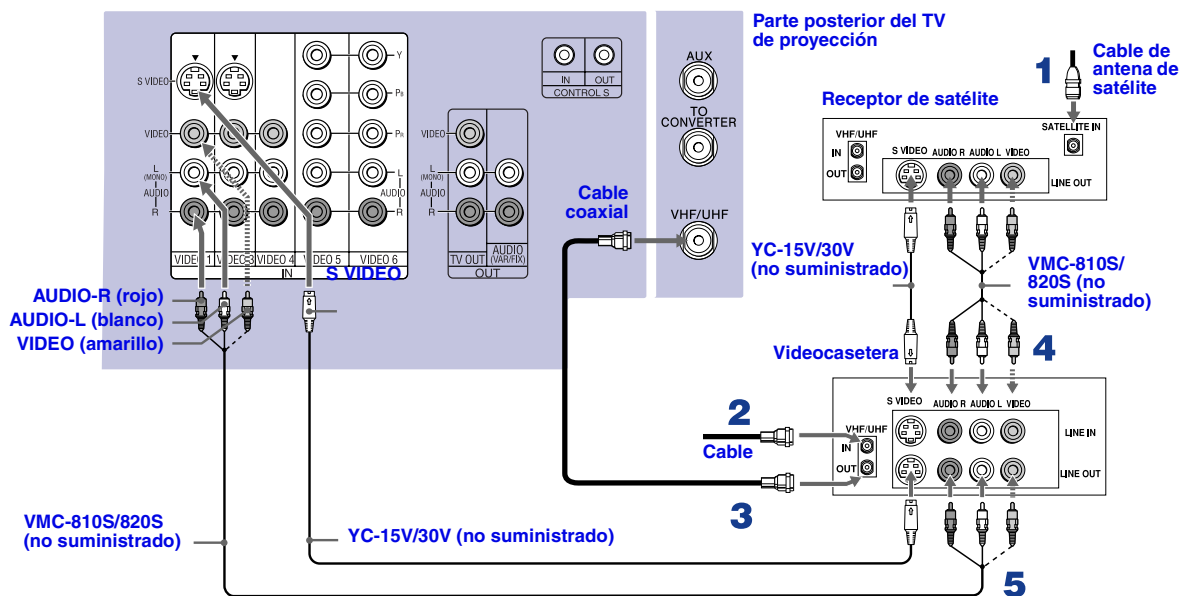 Parte posterior del TV
de proyección
AUX
TO
CONVERTER
VHF/UHF
Cable
coaxial
IN OUT
CONTROL S
S VIDEO
VIDEO
L
(MONO)
AUDIO
R
Y
PB
PR
L
AUDIO
R
VIDEO 1 VIDEO 3 VIDEO 4 VIDEO 5 VIDEO 6
IN
S VIDEO
VIDEO
L
(MONO)
AUDIO
R
TV OUT
AUDIO
(VAR/FIX)
OUT
AUDIO-R (rojo)
AUDIO-L (blanco)
VIDEO (amarillo)
1
Cable de
antena de
satélite
Receptor de satélite
VHF/UHF
IN
OUT
S VIDEO AUDIO R AUDIO L VIDEO
SATELLITE IN
LINE OUT
YC-15V/30V
(no suministrado)
VMC-810S/
820S (no
suministrado)
4
Videocasetera
S VIDEO AUDIO R AUDIO L VIDEO
VHF/UHF
IN
OUT
LINE IN
LINE OUT
2
Cable
3
VMC-810S/820S
(no suministrado)
YC-15V/30V (no suministrado)
5